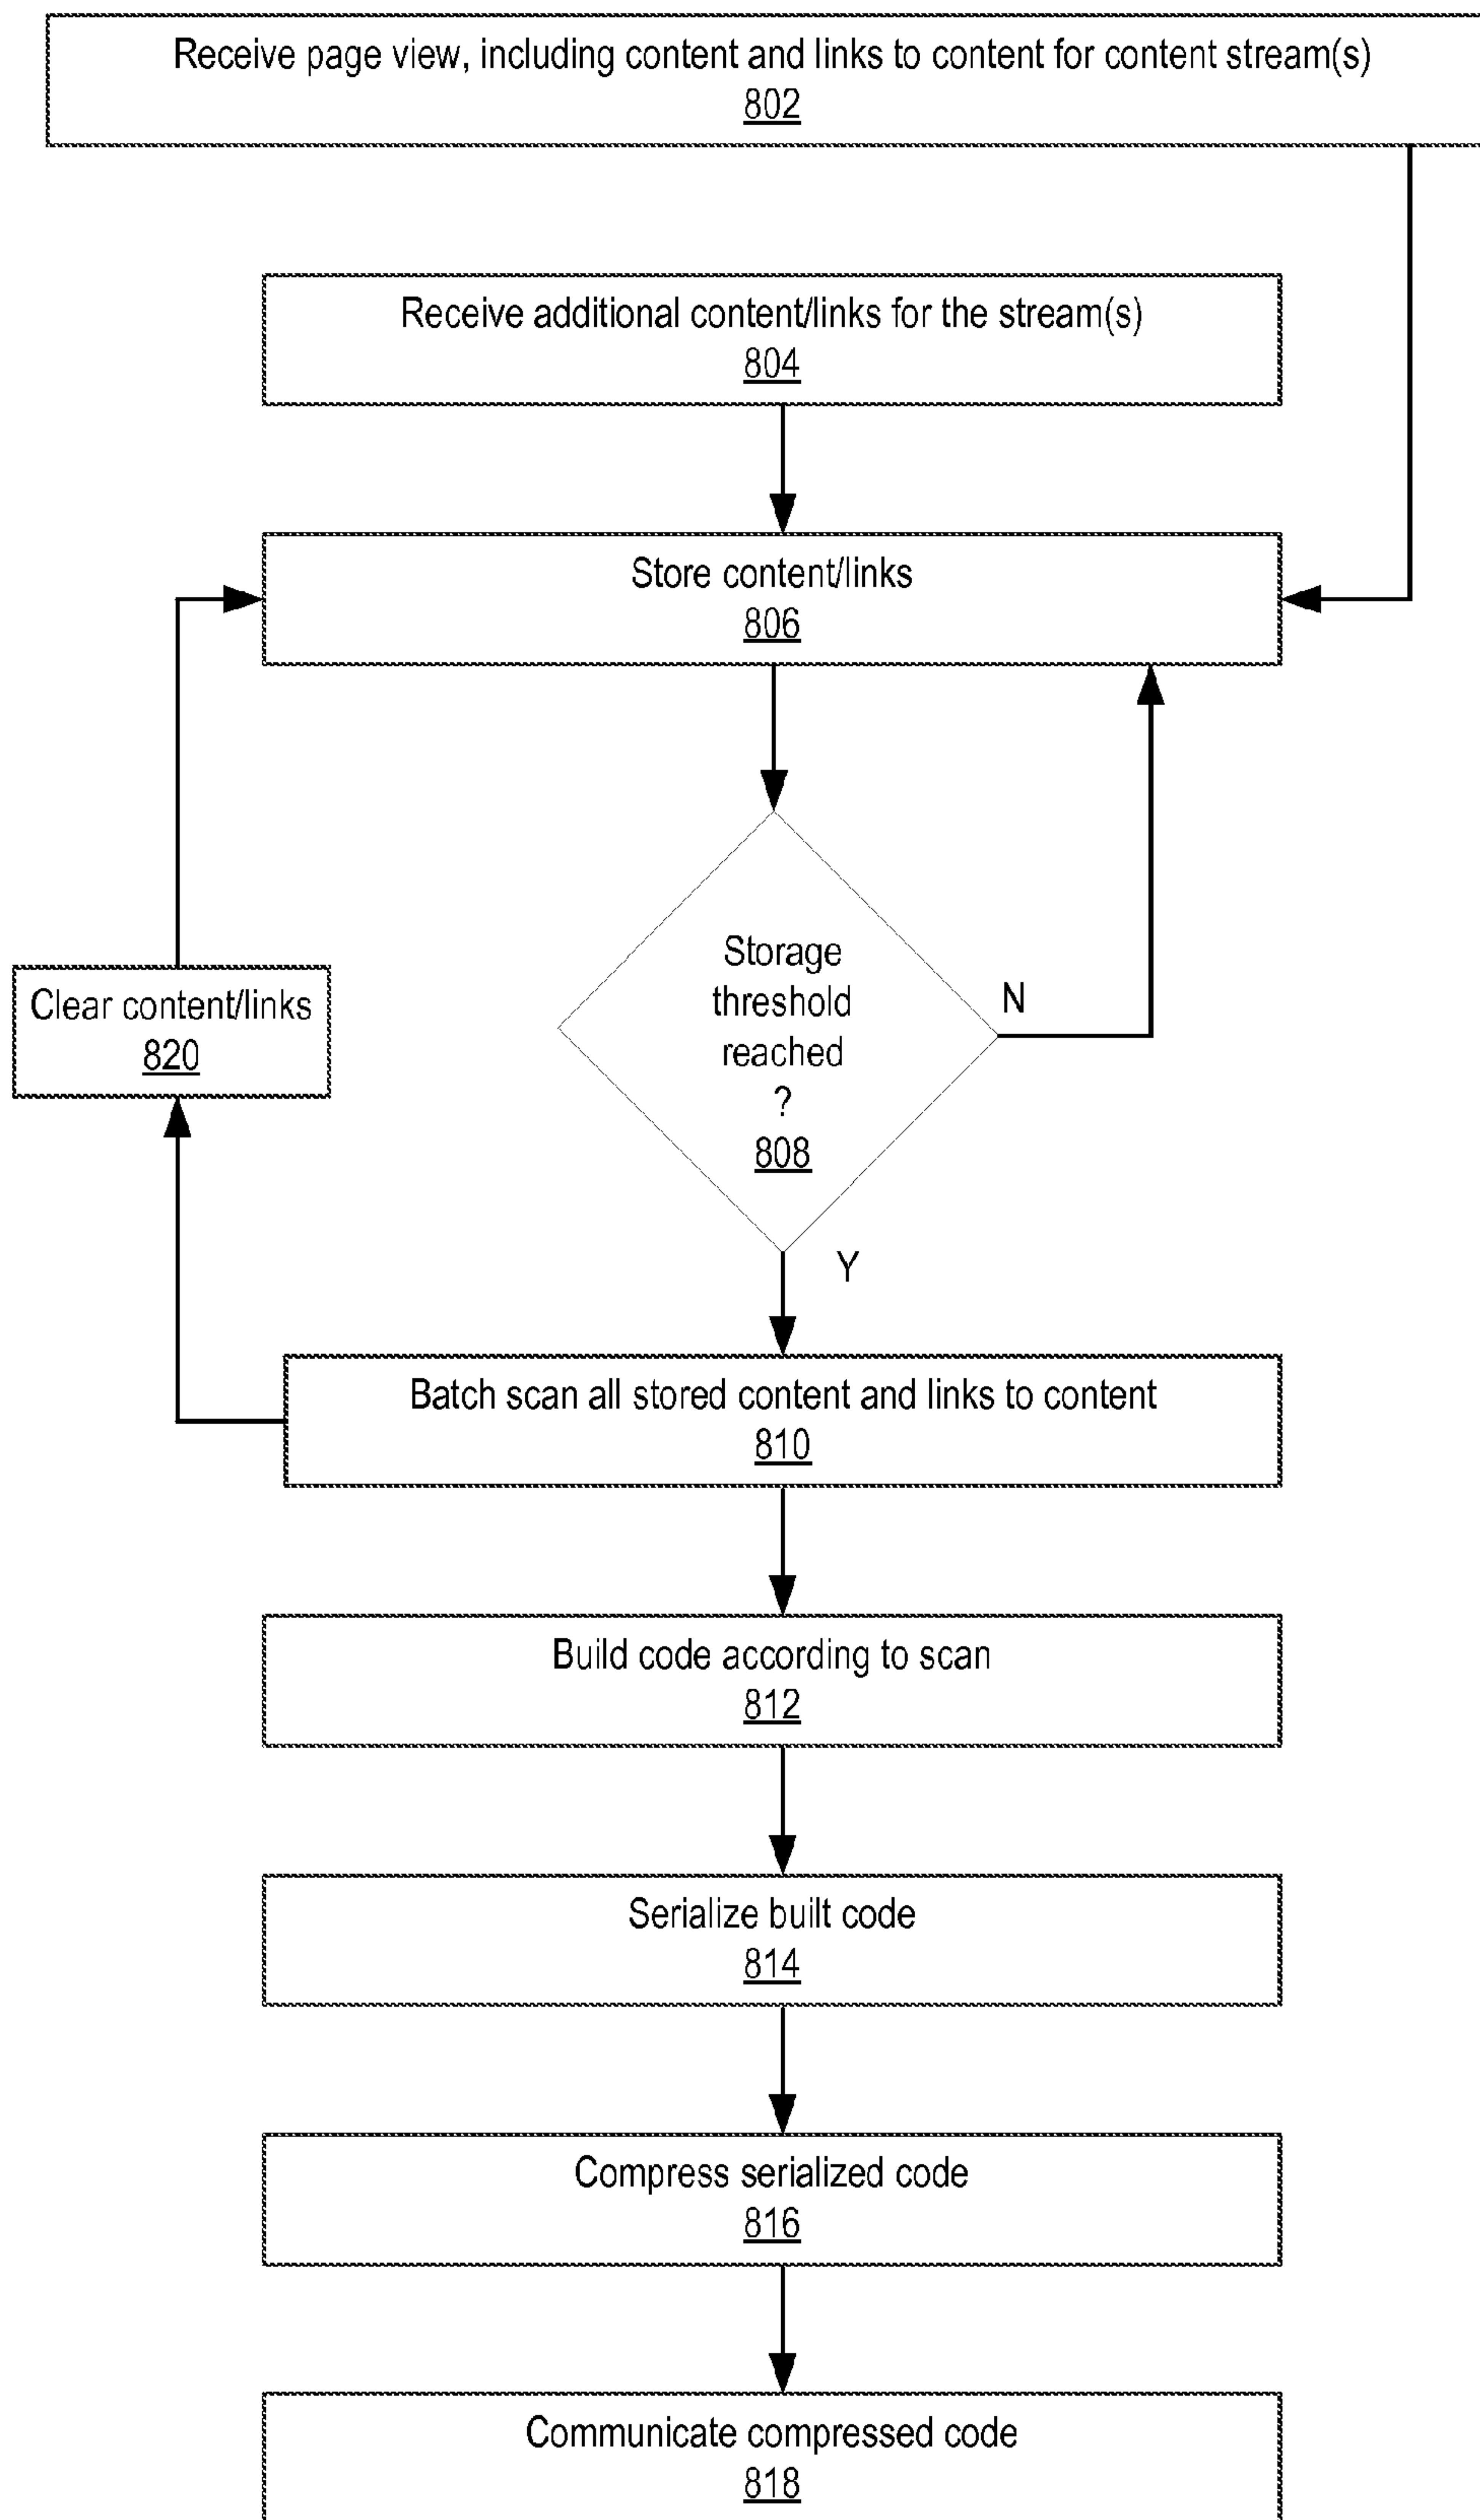 Receive page view, including content and links to content for content stream(s)
802
Receive additional content/links for the stream(s)
804
Store content/links
806
Storage
threshold
reached
?
808
N
Clear content/links
820
Y
Batch scan all stored content and links to content
810
Build code according to scan
812
Serialize built code
814
Compress serialized code
816
Communicate compressed code
818